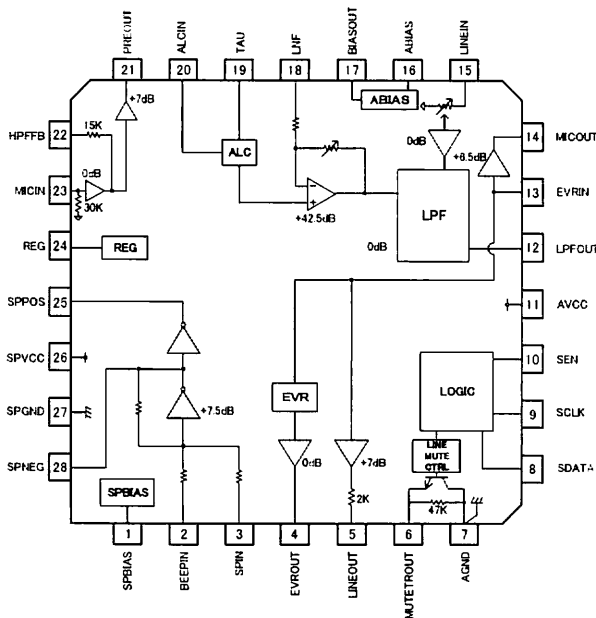 PREOUT
ALCIN
TAU
LNF
BIASOUT
ABIAS
LINEIN
21
20
19
18
17
16
15
+7dB
ABIAS
HPFFB
22
15K
0dB
14
MICOUT
ALC
+6.5dB
0dB
MICIN
23
30K
-
+
+42.5dB
LPF
13
EVRIN
REG
24
REG
0dB
12
LPFOUT
SPPOS
25
11
AVCC
SPVCC
26
10
SEN
LOGIC
SPGND
27
+7.5dB
EVR
9
SCLK
LINE
MUTE
CTRL
SPNEG
28
0dB
+7dB
8
SDATA
SPBIAS
2K
47K
1
2
3
4
5
6
7
SPBIAS
BEEPIN
SPIN
EVROUT
LINEOUT
MUTETROUT
AGND